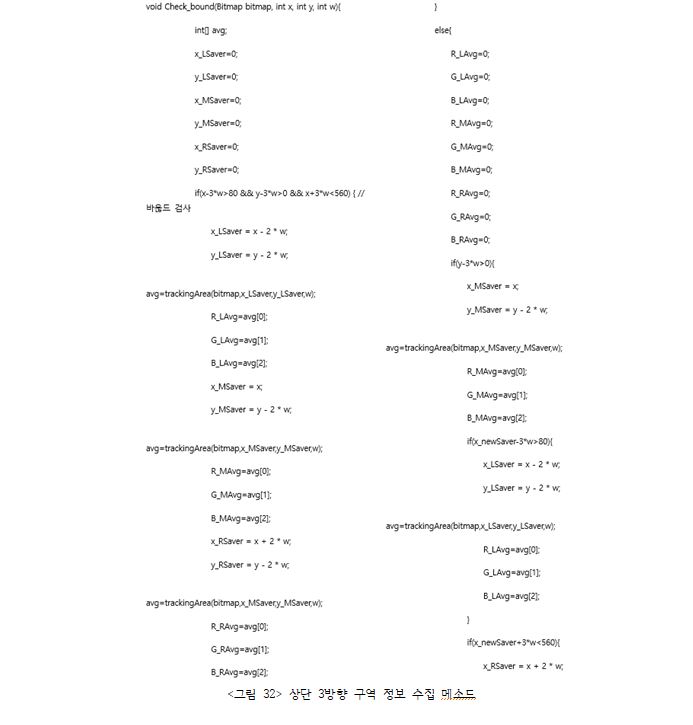 void Check_bound(Bitmap bitmap, int x, int y, int w){
int[] avg;
x_LSaver=0;
y_LSaver=0;
x_MSaver=0;
y_MSaver=0;
x_RSaver=0;
y_RSaver=0;
if(x-3*w>80 && y-3*w>0 && x+3*w<560) { //
바운드 검사
x_LSaver = x - 2 * w;
y_LSaver = y - 2 * w;
avg=trackingArea(bitmap,x_LSaver,y_LSaver,w);
R_LAvg=avg[0];
G_LAvg=avg[1];
B_LAvg=avg[2];
x_MSaver = x;
y_MSaver = y - 2 * w;
avg=trackingArea(bitmap,x_MSaver,y_MSaver,w);
R_MAvg=avg[0];
G_MAvg=avg[1];
B_MAvg=avg[2];
x_RSaver = x + 2 * w;
y_RSaver = y - 2 * w;
avg=trackingArea(bitmap,x_MSaver,y_MSaver,w);
R_RAvg=avg[0];
G_RAvg=avg[1];
B_RAvg=avg[2];
}
else{
R_LAvg=0;
G_LAvg=0;
B_LAvg=0;
R_MAvg=0;
G_MAvg=0;
B_MAvg=0;
R_RAvg=0;
G_RAvg=0;
B_RAvg=0;
if(y-3*w>0){
x_MSaver = x;
y_MSaver = y - 2 * w;
avg=trackingArea(bitmap,x_MSaver,y_MSaver,w);
R_MAvg=avg[0];
G_MAvg=avg[1];
B_MAvg=avg[2];
if(x_newSaver-3*w>80){
x_LSaver = x - 2 * w;
y_LSaver = y - 2 * w;
avg=trackingArea(bitmap,x_LSaver,y_LSaver,w);
R_LAvg=avg[0];
G_LAvg=avg[1];
B_LAvg=avg[2];
}
if(x_newSaver+3*w<560){
x_RSaver = x + 2 * w;
<그림 32> 상단 3방향 구역 정보 수집 메소드